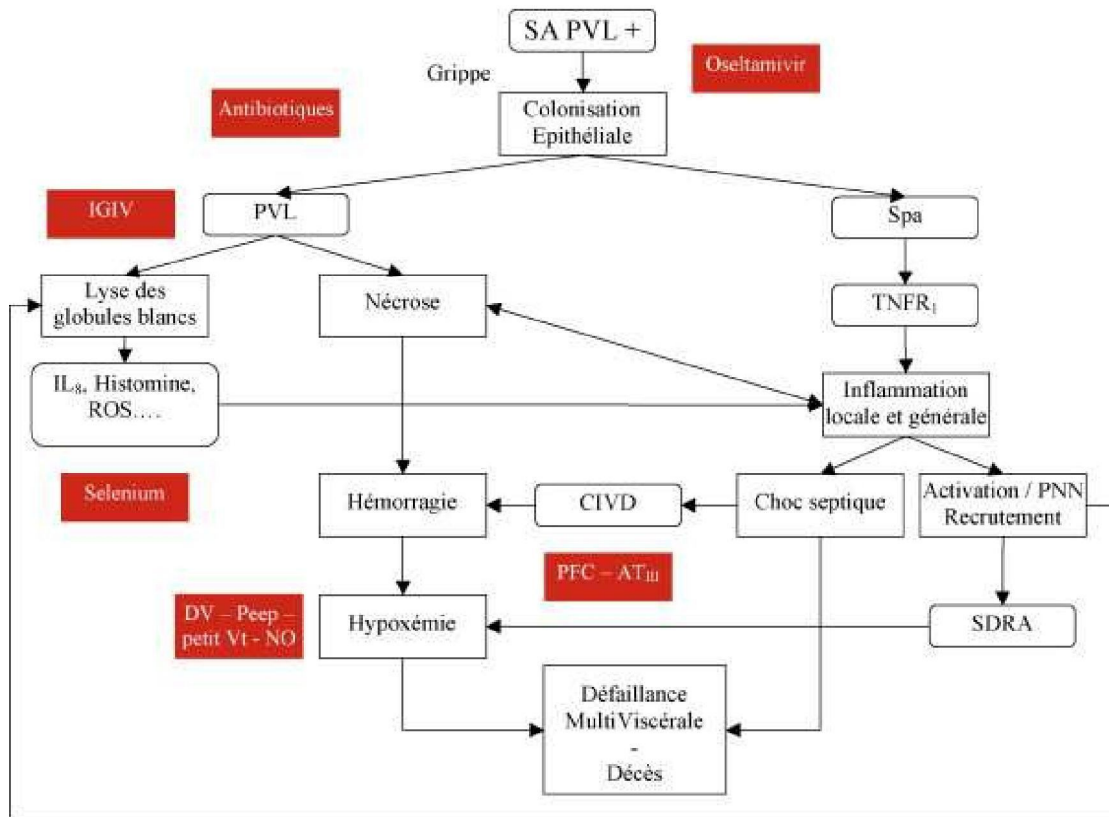 SA PVL +
Grippe
Oseltamivir
Antibiotiques
Colonisation
Epithéliale
IGIV
PVL
Spa
Lyse des
globules blancs
Nécrose
TNFR₁
IL₈, Histomine,
ROS….
Inflammation
locale et générale
Selenium
Hémorragie
CIVD
Choc septique
Activation / PNN
Recrutement
PFC – ATIII
DV – Peep –
petit Vt - NO
Hypoxémie
SDRA
Défaillance
MultiViscérale
-
Décès